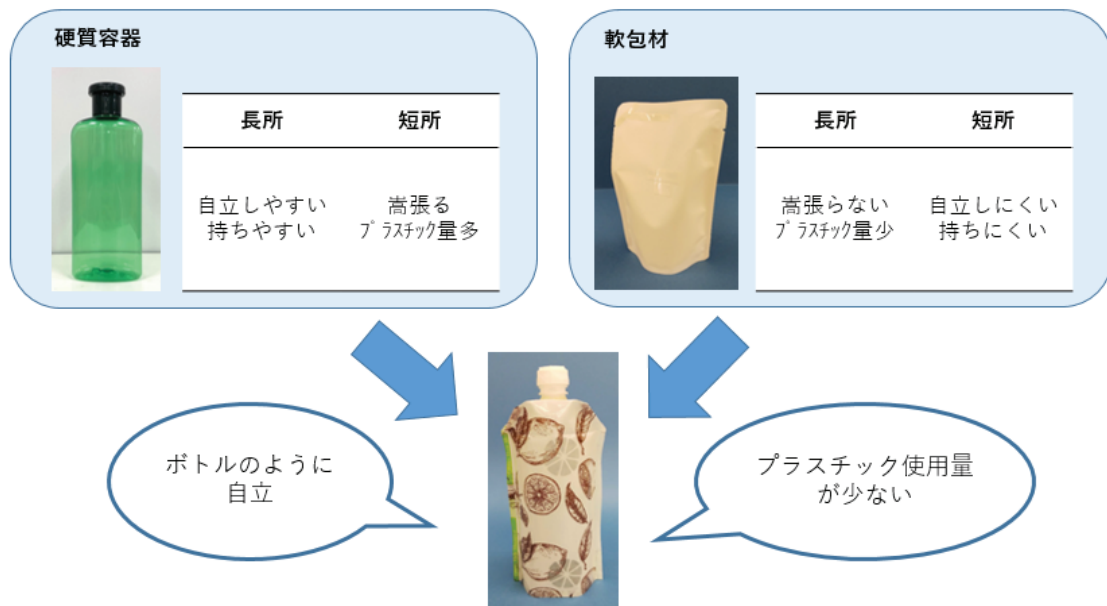 硬質容器
長所 短所
自立しやすい 嵩張る
持ちやすい プラスチック量多
軟包材
長所 短所
嵩張らない 自立しにくい
プラスチック量少 持ちにくい
ボトルのように
自立
プラスチック使用量
が少ない